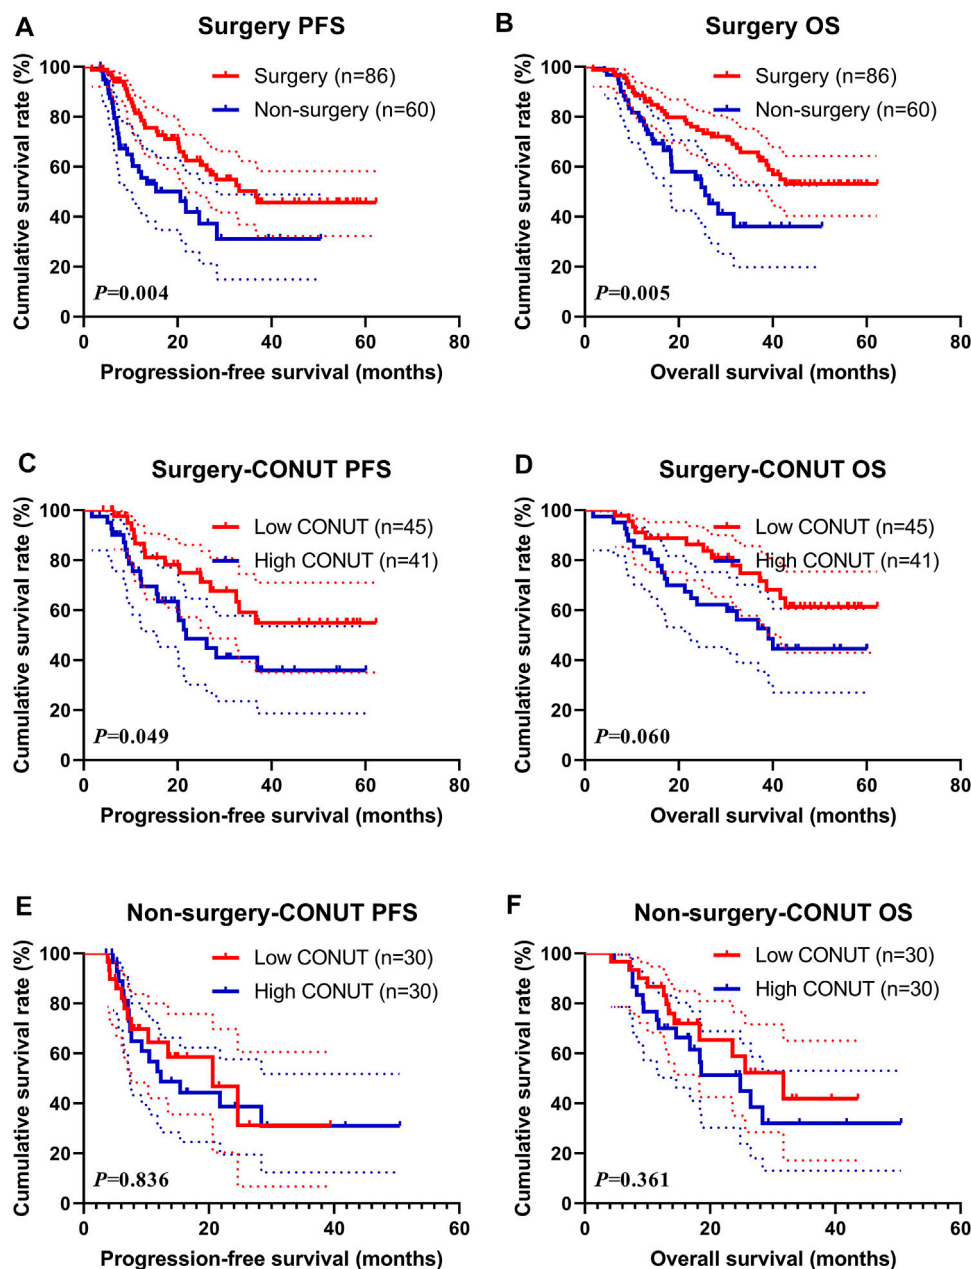 A
Surgery PFS
Surgery (n=86)
Non-surgery (n=60)
Cumulative survival rate (%)
100
80
60
40
20
0
P=0.004
0 20 40 60 80
Progression-free survival (months)
B
Surgery OS
Surgery (n=86)
Non-surgery (n=60)
Cumulative survival rate (%)
100
80
60
40
20
0
P=0.005
0 20 40 60 80
Overall survival (months)
C
Surgery-CONUT PFS
Low CONUT (n=45)
High CONUT (n=41)
Cumulative survival rate (%)
100
80
60
40
20
0
P=0.049
0 20 40 60 80
Progression-free survival (months)
D
Surgery-CONUT OS
Low CONUT (n=45)
High CONUT (n=41)
Cumulative survival rate (%)
100
80
60
40
20
0
P=0.060
0 20 40 60 80
Overall survival (months)
E
Non-surgery-CONUT PFS
Low CONUT (n=30)
High CONUT (n=30)
Cumulative survival rate (%)
100
80
60
40
20
0
P=0.836
0 20 40 60
Progression-free survival (months)
F
Non-surgery-CONUT OS
Low CONUT (n=30)
High CONUT (n=30)
Cumulative survival rate (%)
100
80
60
40
20
0
P=0.361
0 20 40 60
Overall survival (months)